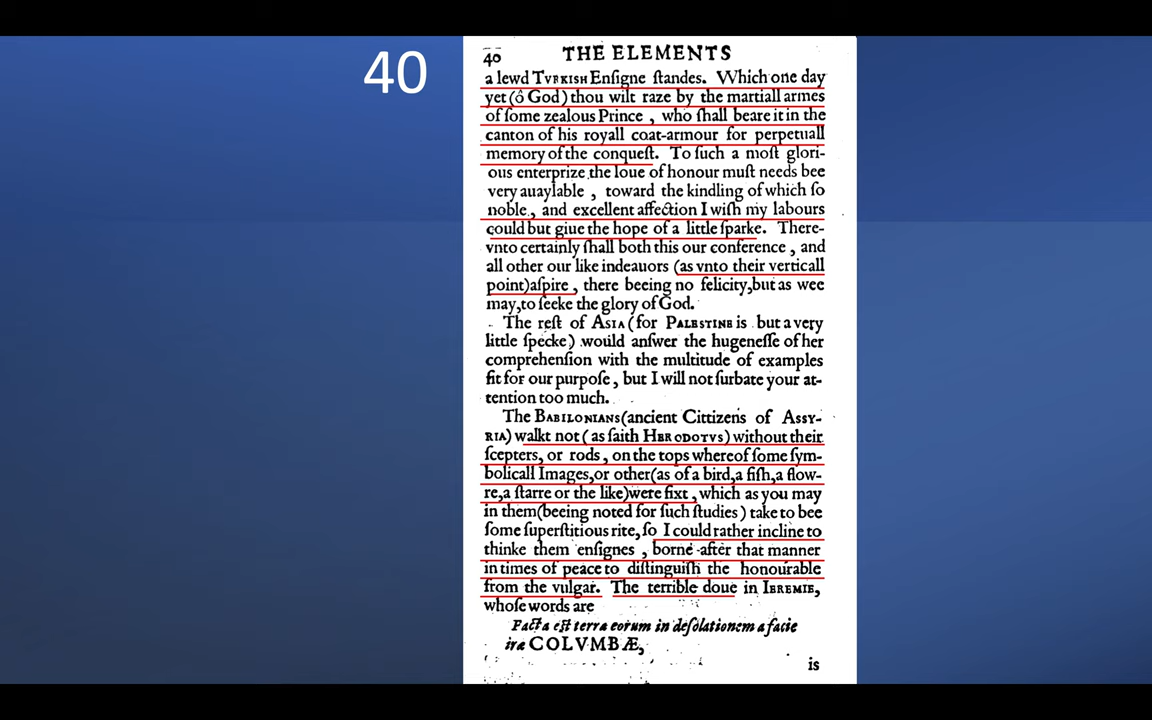 40
40
THE ELEMENTS
a lewd TVRKISH Enſigne ſtandes. Which one day
yet (ô God) thou wilt raze by the martiall armes
of ſome zealous Prince, who ſhall beare it in the
canton of his royall coat-armour for perpetuall
memory of the conqueſt. To ſuch a moſt glori-
ous enterprize the loue of honour muſt needs bee
very auaylable, toward the kindling of which ſo
noble, and excellent affection I wiſh my labours
could but giue the hope of a little ſparke. There-
vnto certainly ſhall both this our conference, and
all other our like indeauors (as vnto their verticall
point) aſpire, there beeing no felicity, but as wee
may, to ſeeke the glory of God.
The reſt of ASIA (for PALESTINE is but a very
little ſpecke) would anſwer the hugeneſſe of her
comprehenſion with the multitude of examples
fit for our purpoſe, but I will not ſurbate your at-
tention too much.
The BABILONIANS (ancient Cittizens of ASSY-
RIA) walkt not (as ſaith HERODOTVS) without their
ſcepters, or rods, on the tops whereof ſome ſym-
bolicall Images, or other (as of a bird, a fiſh, a flow-
re, a ſtarre or the like) were fixt, which as you may
in them (beeing noted for ſuch ſtudies) take to bee
ſome ſuperſtitious rite, ſo I could rather incline to
thinke them enſignes, borne after that manner
in times of peace to diſtinguiſh the honourable
from the vulgar. The terrible doue in IEREMIE,
whoſe words are
Facta eſt terra eorum in deſolationem a facie
iræ COLVMBÆ,
is